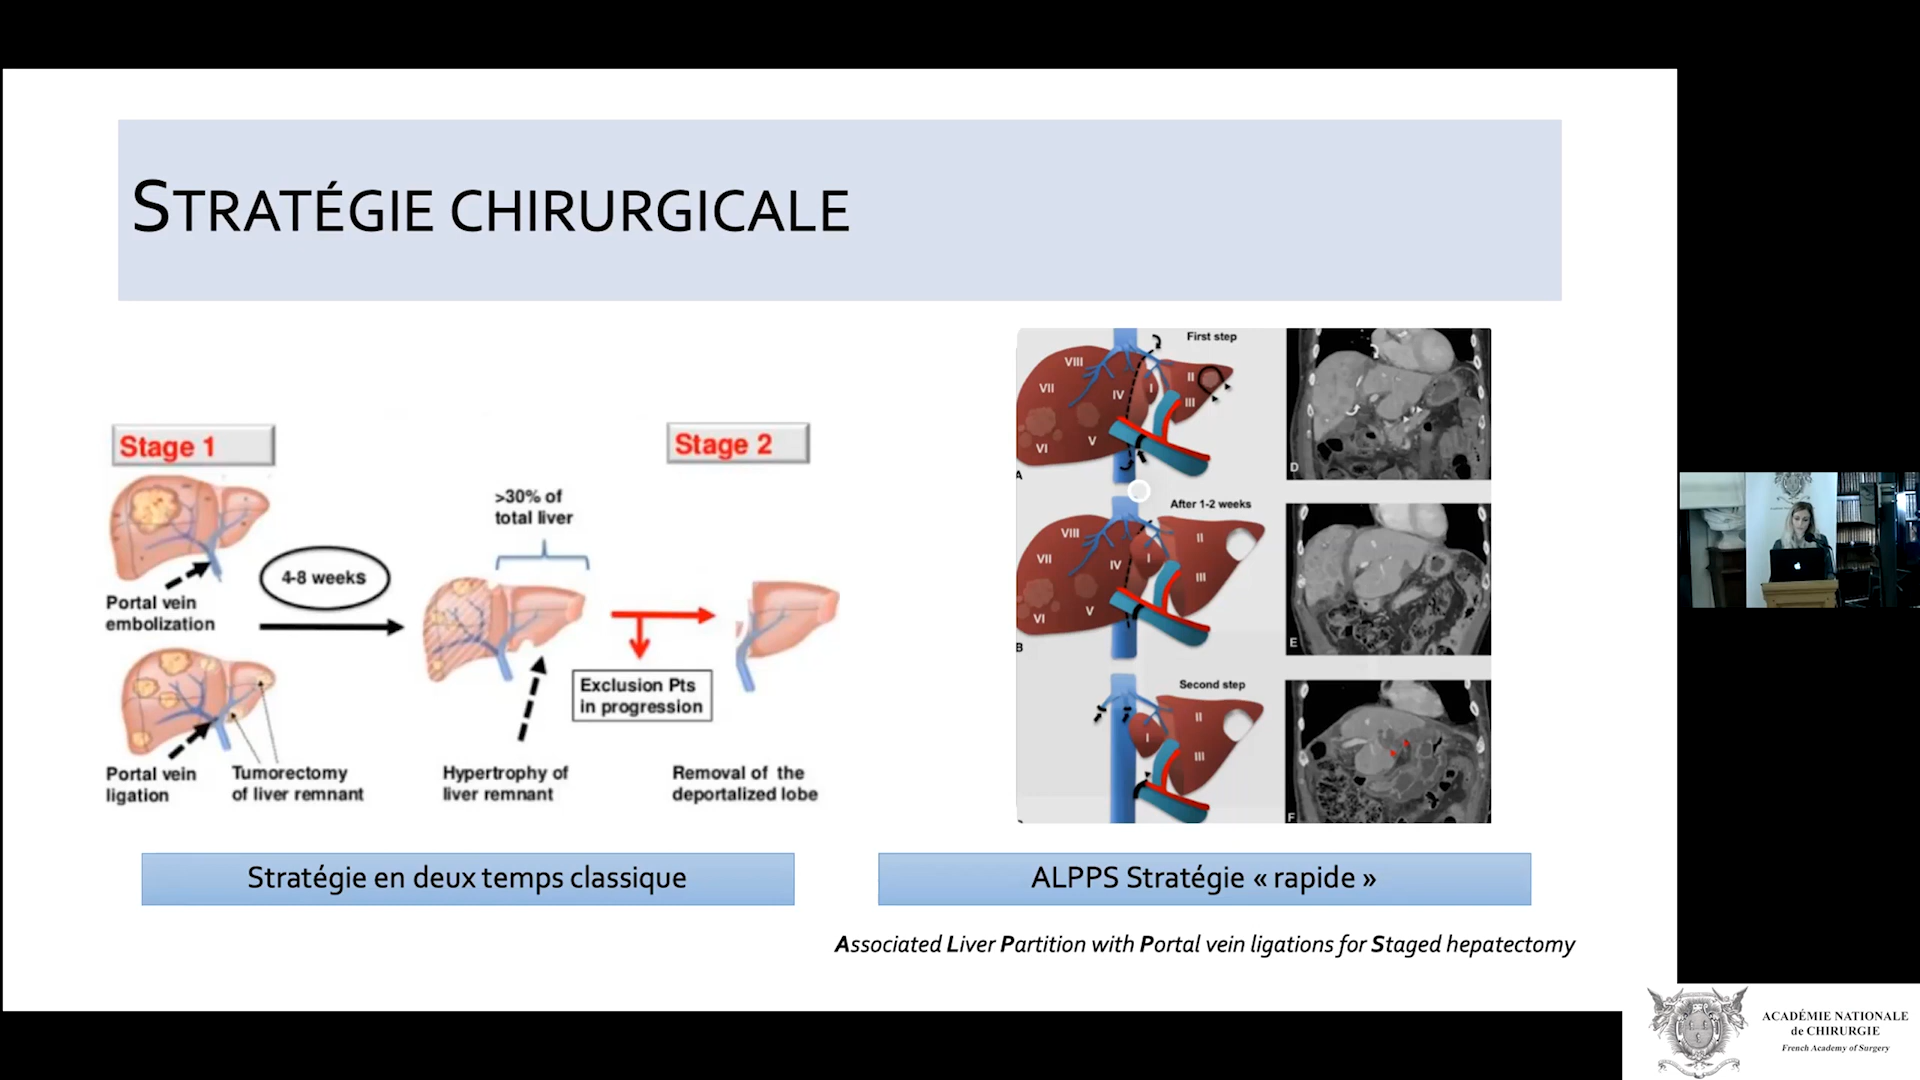 STRATÉGIE CHIRURGICALE
Stage 1
Stage 2
>30% of
total liver
4-8 weeks
Portal vein
embolization
Exclusion Pts
in progression
Portal vein
ligation
Tumorectomy
of liver remnant
Hypertrophy of
liver remnant
Removal of the
deportalized lobe
Stratégie en deux temps classique
First step
VIII
VII
IV
I
II
III
V
VI
A
D
After 1-2 weeks
VIII
VII
IV
I
II
III
V
VI
B
E
Second step
II
I
III
F
ALPPS Stratégie « rapide »
Associated Liver Partition with Portal vein ligations for Staged hepatectomy
ACADÉMIE NATIONALE
de CHIRURGIE
French Academy of Surgery